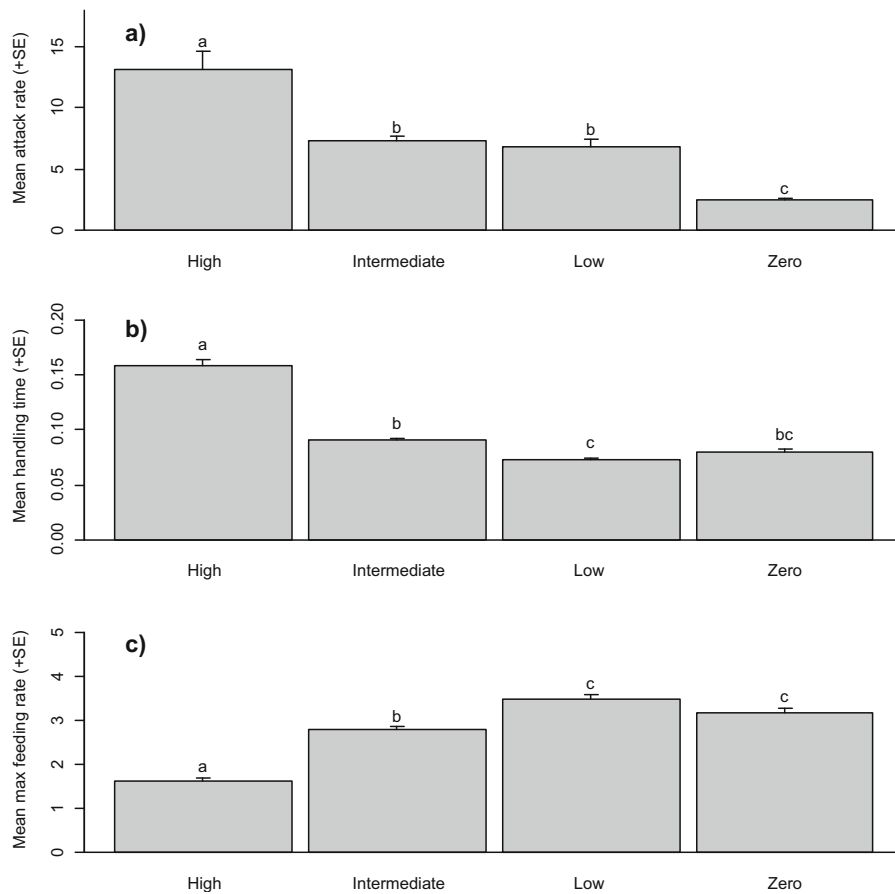 a)
Mean attack rate (+SE)
15
10
5
0
a
b
b
c
High Intermediate Low Zero
b)
Mean handling time (+SE)
0.20
0.15
0.10
0.05
0.00
a
b
c
bc
High Intermediate Low Zero
c)
Mean max feeding rate (+SE)
5
4
3
2
1
0
a
b
c
c
High Intermediate Low Zero